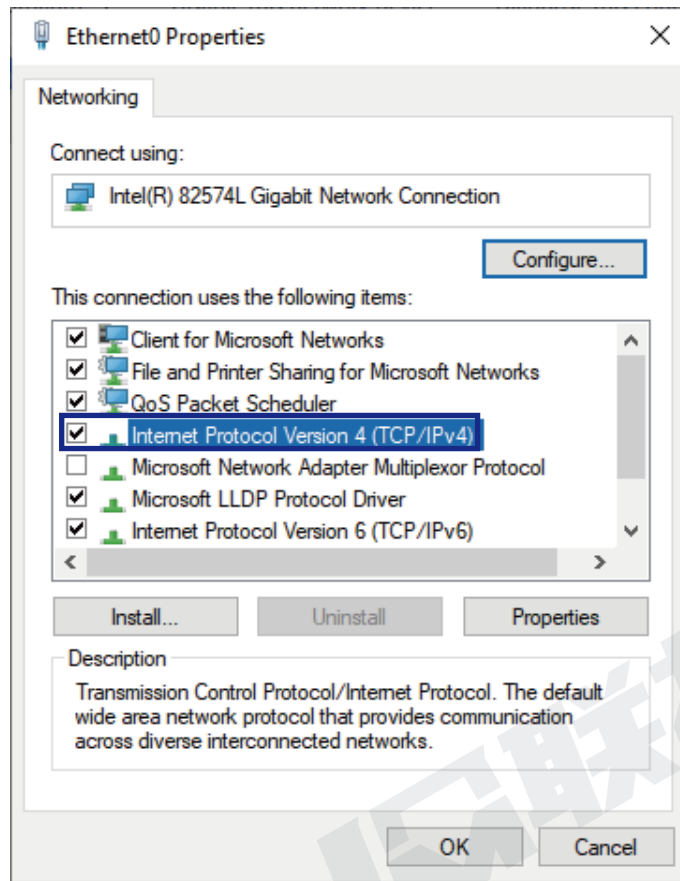 Ethernet0 Properties
Networking
Connect using:
Intel(R) 82574L Gigabit Network Connection
Configure...
This connection uses the following items:
Client for Microsoft Networks
File and Printer Sharing for Microsoft Networks
QoS Packet Scheduler
Internet Protocol Version 4 (TCP/IPv4)
Microsoft Network Adapter Multiplexor Protocol
Microsoft LLDP Protocol Driver
Internet Protocol Version 6 (TCP/IPv6)
Install...
Uninstall
Properties
Description
Transmission Control Protocol/Internet Protocol. The default
wide area network protocol that provides communication
across diverse interconnected networks.
OK
Cancel